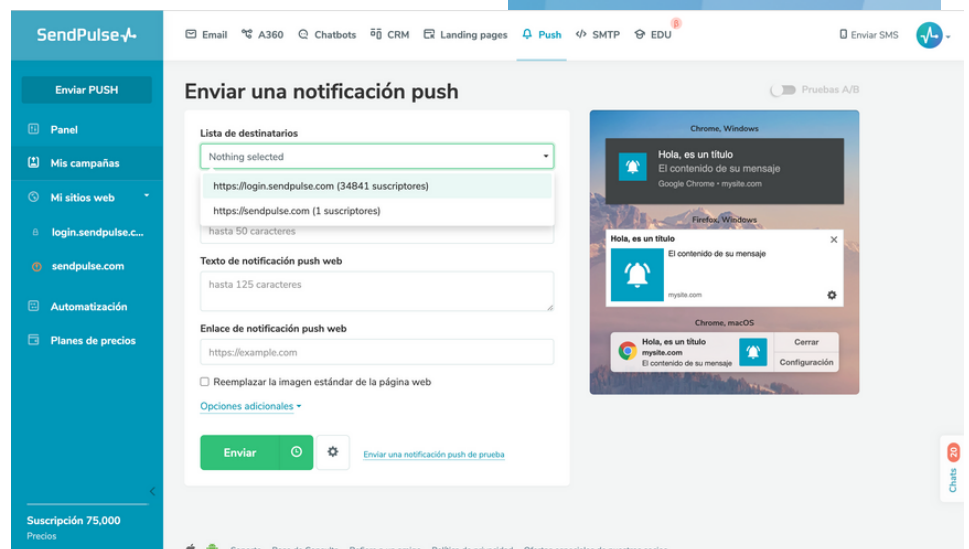 SendPulse
Email
A360
Chatbots
CRM
Landing pages
Push
SMTP
EDU
β
Enviar SMS
Enviar PUSH
Panel
Mis campañas
Mi sitios web
login.sendpulse.c...
sendpulse.com
Automatización
Planes de precios
Suscripción 75,000
Precios
Enviar una notificación push
Pruebas A/B
Lista de destinatarios
Nothing selected
https://login.sendpulse.com (34841 suscriptores)
https://sendpulse.com (1 suscriptores)
hasta 50 caracteres
Texto de notificación push web
hasta 125 caracteres
Enlace de notificación push web
https://example.com
Reemplazar la imagen estándar de la página web
Opciones adicionales
Enviar
Enviar una notificación push de prueba
Chrome, Windows
Hola, es un título
El contenido de su mensaje
Google Chrome • mysite.com
Firefox, Windows
Hola, es un título
El contenido de su mensaje
mysite.com
Chrome, macOS
Hola, es un título
mysite.com
El contenido de su mensaje
Cerrar
Configuración
Chats 20